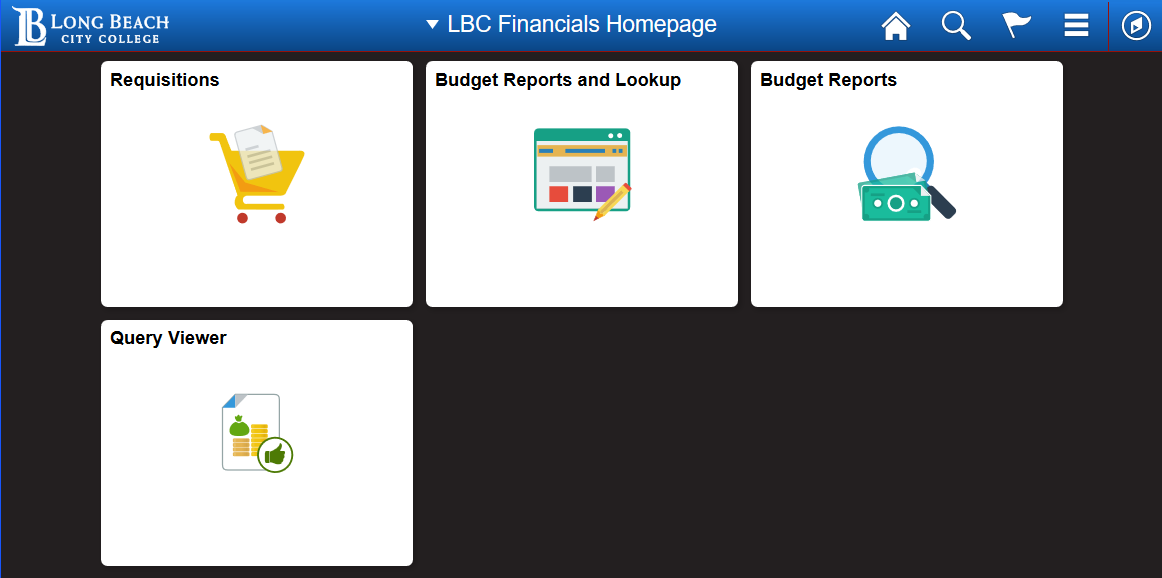 LONG BEACH
CITY COLLEGE
LBC Financials Homepage
Requisitions
Budget Reports and Lookup
Budget Reports
Query Viewer